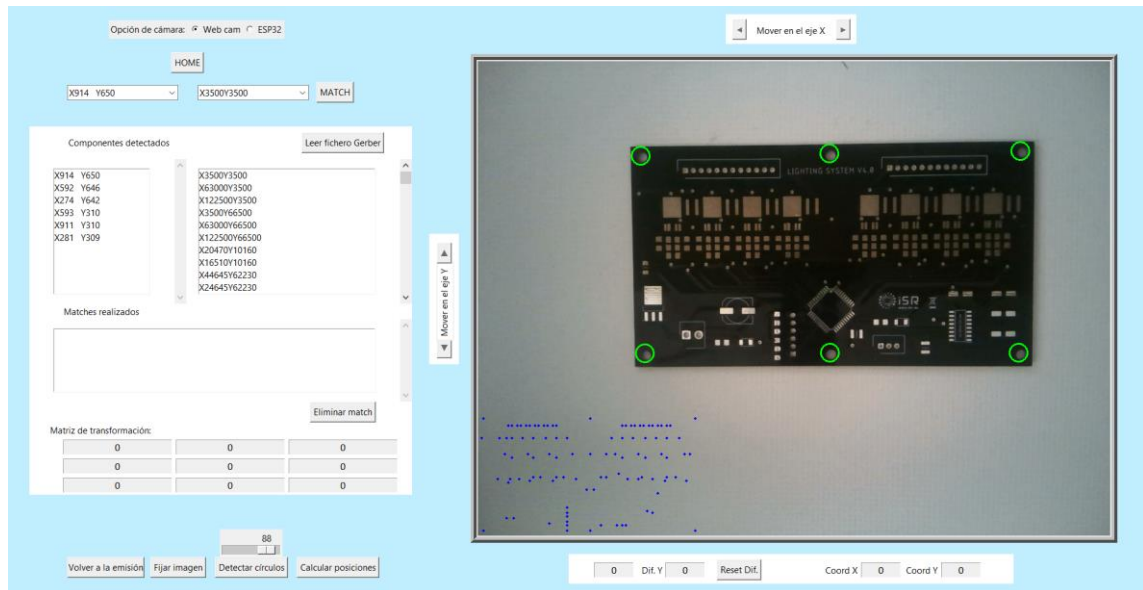 Opción de cámara: Web cam ESP32
Mover en el eje X
HOME
X914 Y650 X3500Y3500 MATCH
Componentes detectados Leer fichero Gerber
X914 Y650
X592 Y646
X274 Y642
X593 Y310
X911 Y310
X281 Y309
X3500Y3500
X63000Y3500
X122500Y3500
X3500Y66500
X63000Y66500
X122500Y66500
X20470Y10160
X16510Y10160
X44645Y62230
X24645Y62230
Mover en el eje Y
LIGHTING SYSTEM V4.0
iSR
Matches realizados
Eliminar match
Matriz de transformación:
0 0 0
0 0 0
0 0 0
88
Volver a la emisión Fijar imagen Detectar círculos Calcular posiciones
0 Dif. Y 0 Reset Dif. Coord X 0 Coord Y 0